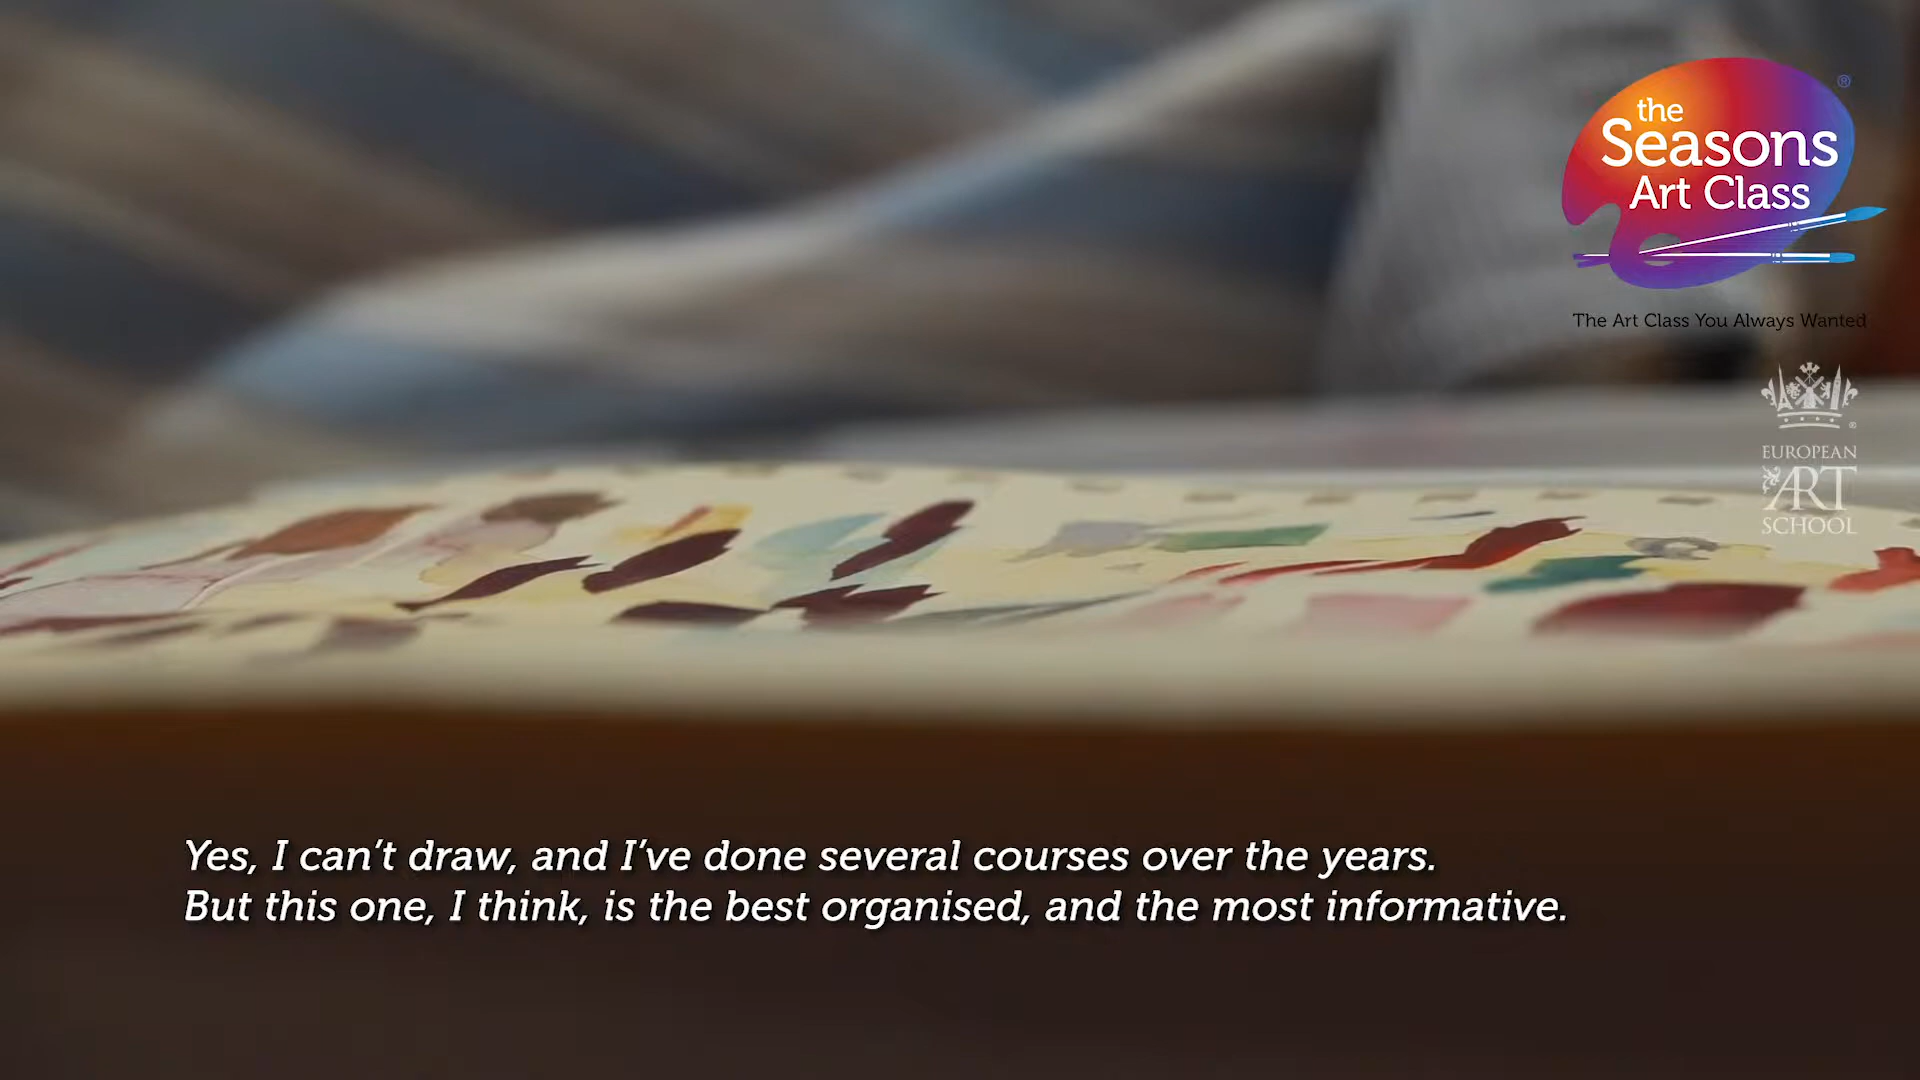 the
Seasons
Art Class
®
The Art Class You Always Wanted
®
EUROPEAN
ART
SCHOOL
Yes, I can’t draw, and I’ve done several courses over the years.
But this one, I think, is the best organised, and the most informative.